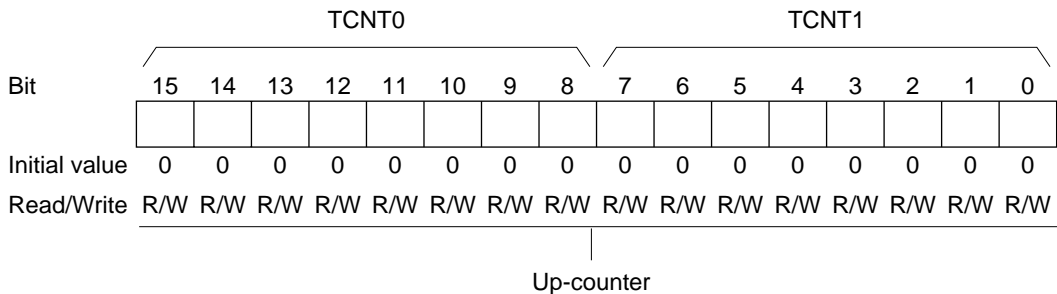 TCNT0 TCNT1
Bit 15 14 13 12 11 10 9 8 7 6 5 4 3 2 1 0
Initial value 0 0 0 0 0 0 0 0 0 0 0 0 0 0 0 0
Read/Write R/W R/W R/W R/W R/W R/W R/W R/W R/W R/W R/W R/W R/W R/W R/W R/W
Up-counter